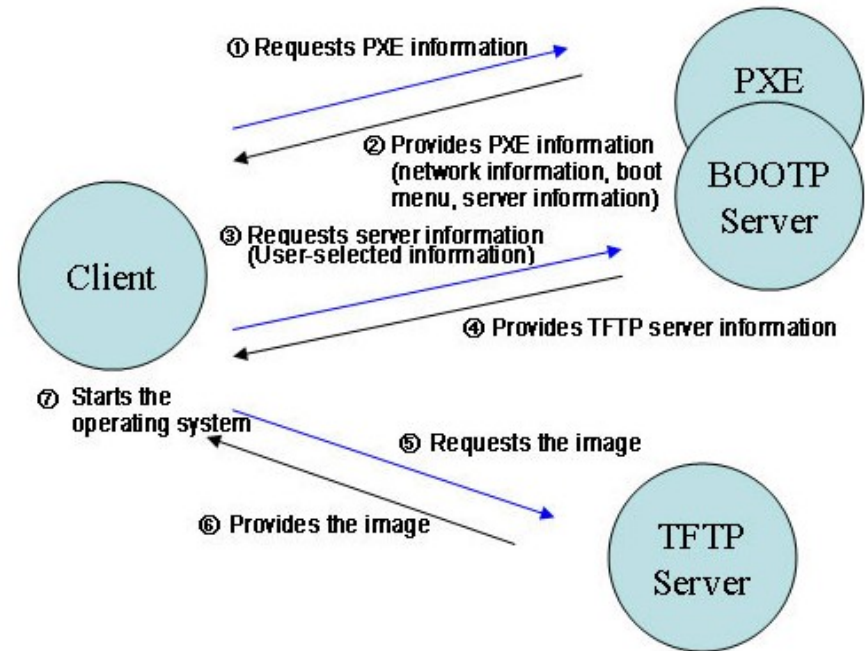 ① Requests PXE information
PXE
② Provides PXE information
(network information, boot
menu, server information)
BOOTP
Server
③ Requests server information
(User-selected information)
Client
④ Provides TFTP server information
⑦ Starts the
operating system
⑤ Requests the image
⑥ Provides the image
TFTP
Server